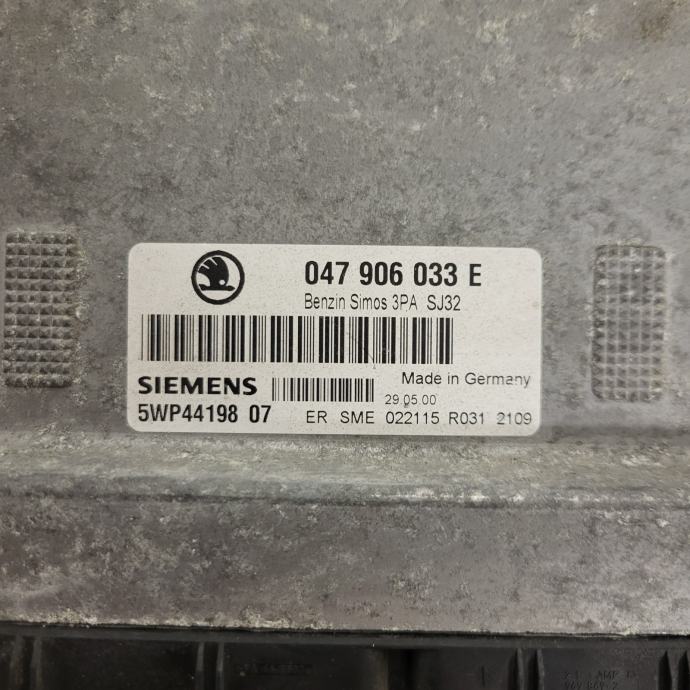 047 906 033 E
Benzin Simos 3PA SJ32
SIEMENS
Made in Germany
29.05.00
5WP44198 07
ER SME 022115 R031 2109
AMP